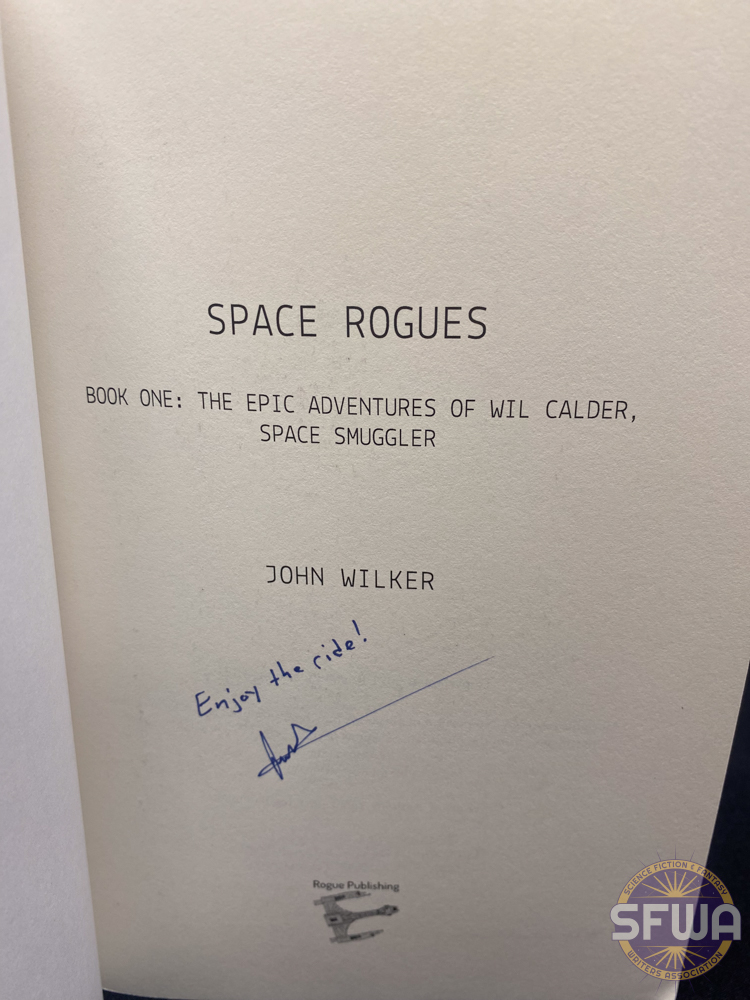 SPACE ROGUES
BOOK ONE: THE EPIC ADVENTURES OF WIL CALDER,
SPACE SMUGGLER
JOHN WILKER
Enjoy the ride!
Rogue Publishing
SCIENCE FICTION & FANTASY
SFWA
WRITERS ASSOCIATION